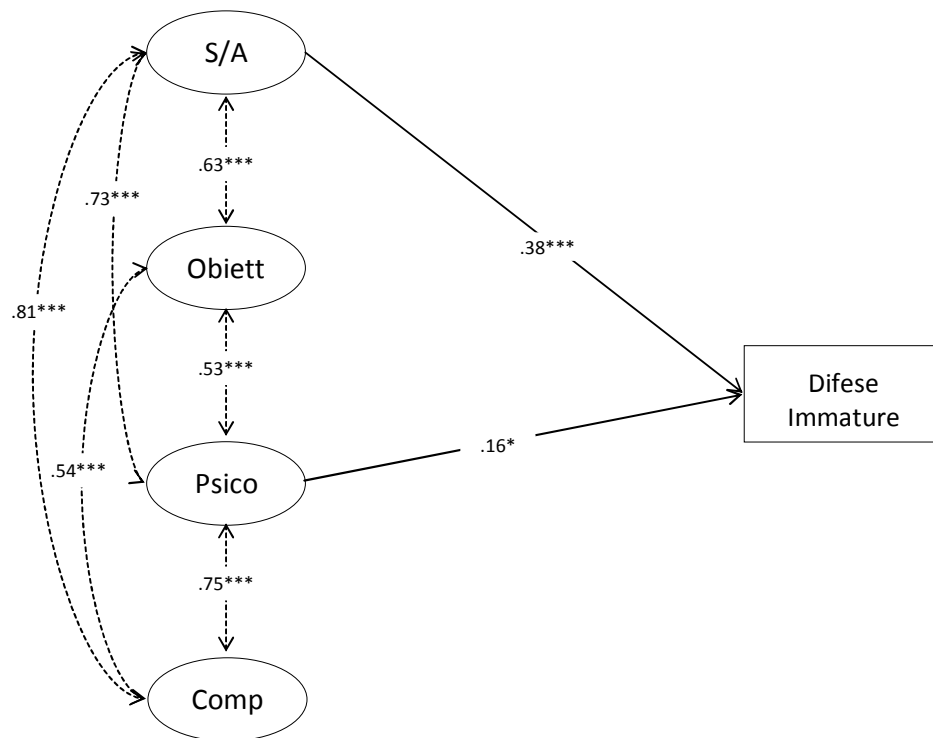 S/A
.63***
.73***
.38***
Obiett
.81***
.53***
Difese
Immature
.16*
.54***
Psico
.75***
Comp